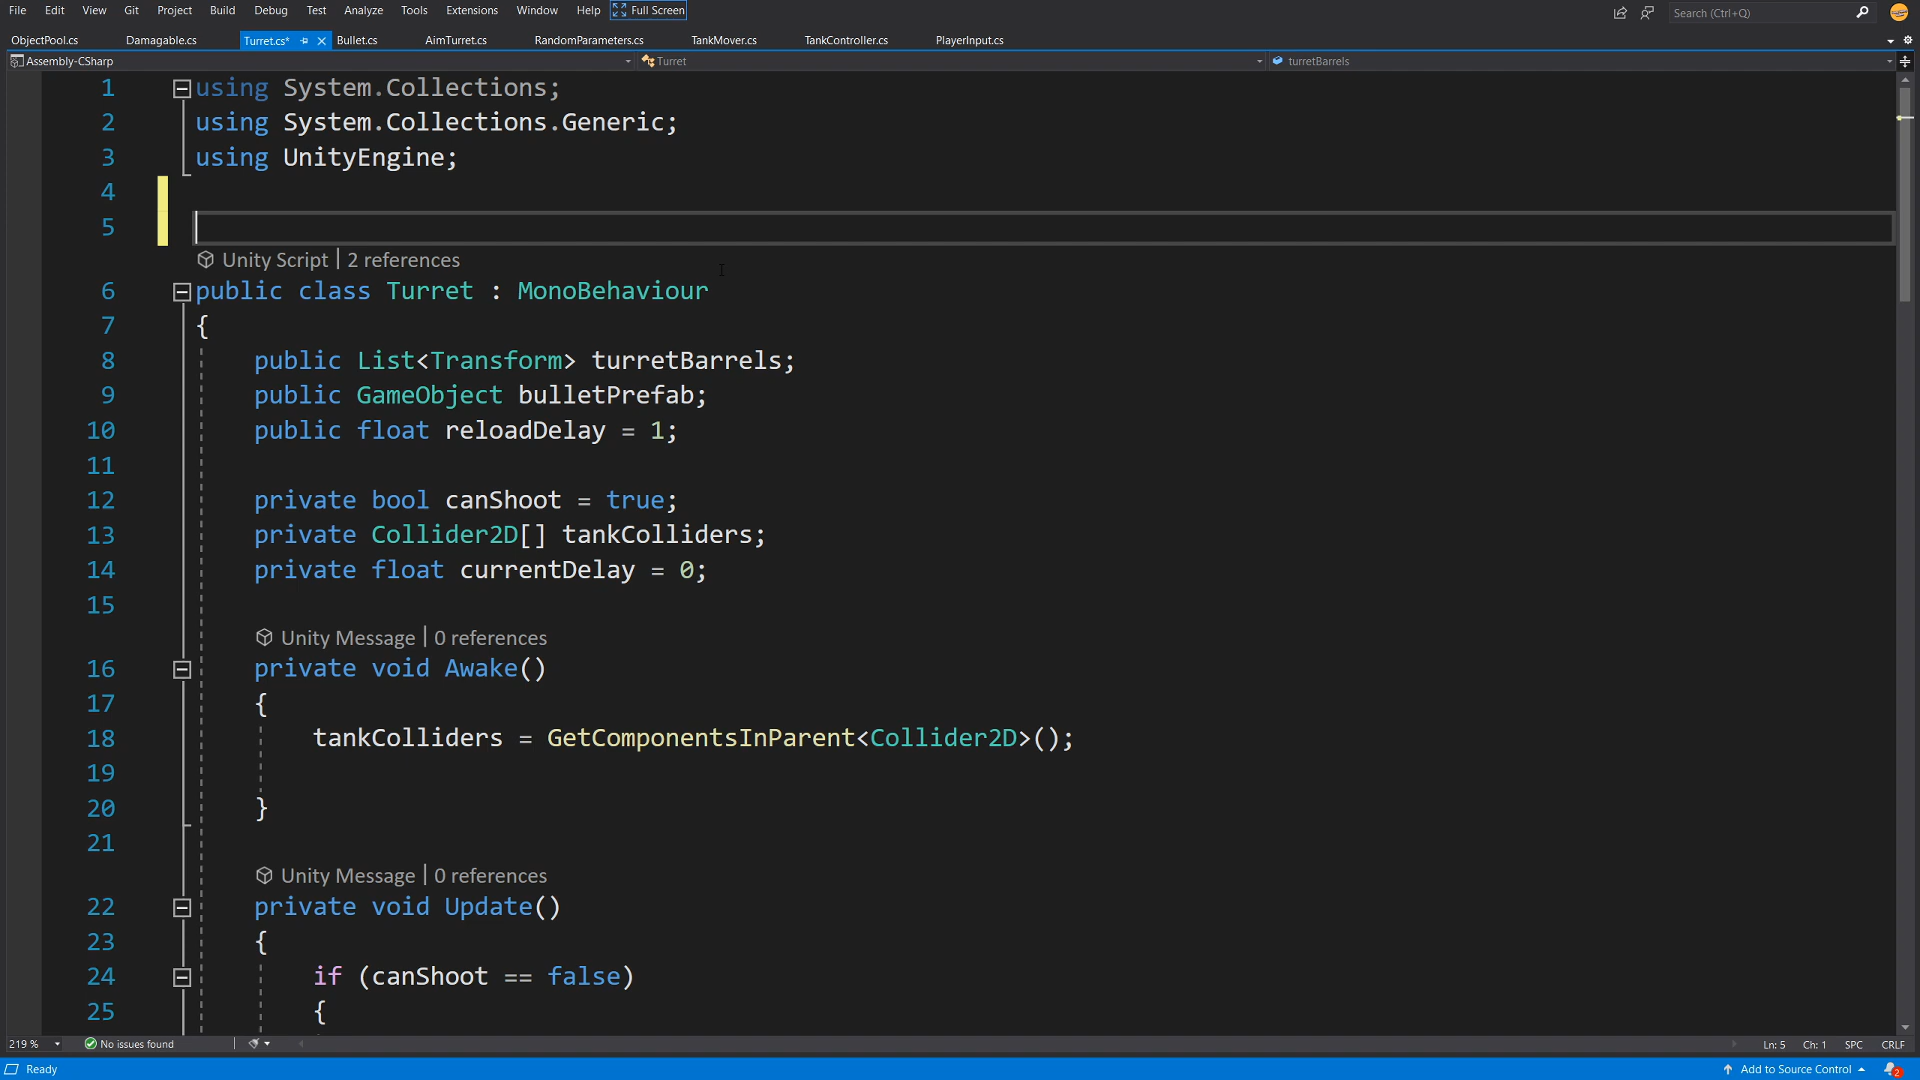 File Edit View Git Project Build Debug Test Analyze Tools Extensions Window Help Full Screen Search (Ctrl+Q)
ObjectPool.cs Damagable.cs Turret.cs* Bullet.cs AimTurret.cs RandomParameters.cs TankMover.cs TankController.cs PlayerInput.cs
Assembly-CSharp Turret turretBarrels
1 using System.Collections;
2 using System.Collections.Generic;
3 using UnityEngine;
4
5
Unity Script | 2 references
6 public class Turret : MonoBehaviour
7 {
8 public List<Transform> turretBarrels;
9 public GameObject bulletPrefab;
10 public float reloadDelay = 1;
11
12 private bool canShoot = true;
13 private Collider2D[] tankColliders;
14 private float currentDelay = 0;
15
Unity Message | 0 references
16 private void Awake()
17 {
18 tankColliders = GetComponentsInParent<Collider2D>();
19
20 }
21
Unity Message | 0 references
22 private void Update()
23 {
24 if (canShoot == false)
25 {
219 % No issues found Ln: 5 Ch: 1 SPC CRLF
Ready Add to Source Control 2